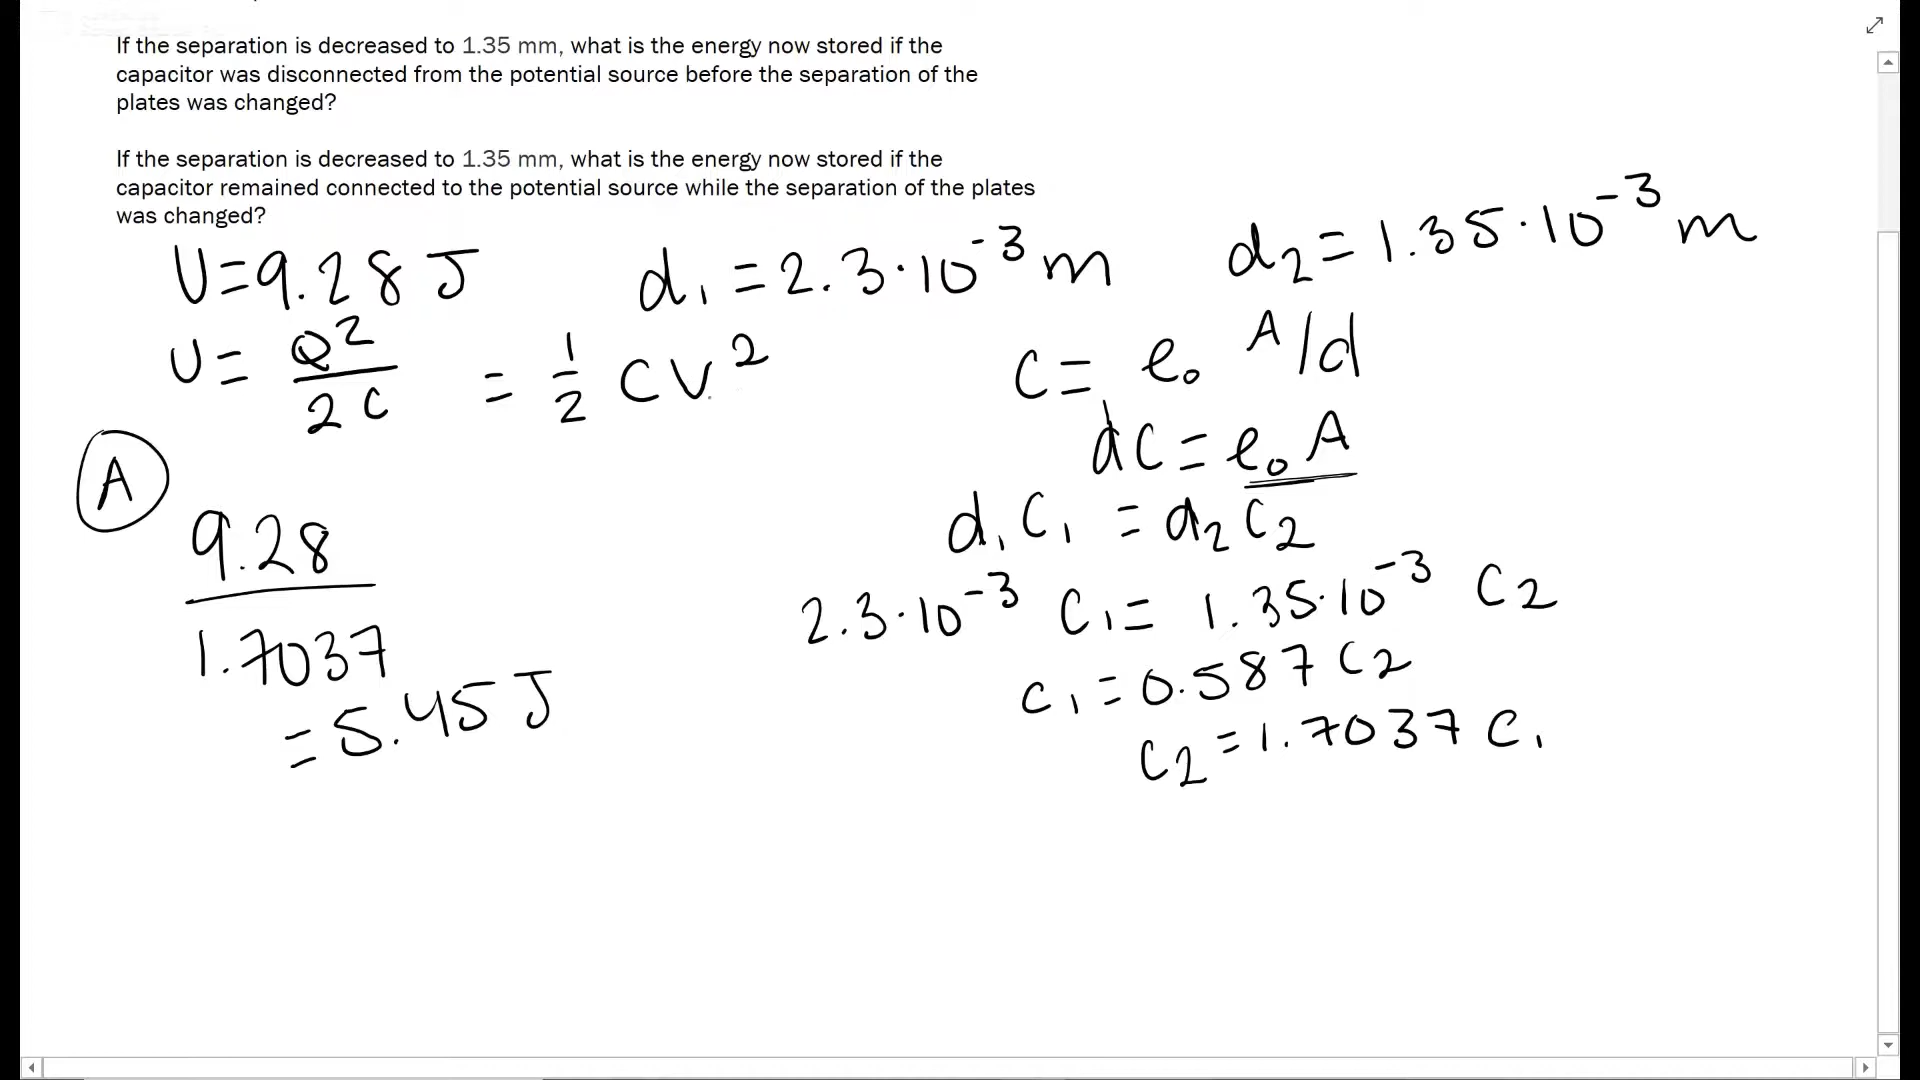 If the separation is decreased to 1.35 mm, what is the energy now stored if the
capacitor was disconnected from the potential source before the separation of the
plates was changed?
If the separation is decreased to 1.35 mm, what is the energy now stored if the
capacitor remained connected to the potential source while the separation of the plates
was changed?
U=9.28 J d₁=2.3·10⁻³ m d₂=1.35·10⁻³ m
U= Q²/2C = 1/2 CV² C= e₀ A/d
dC=e₀A
A
9.28/1.7037 d₁C₁ = d₂C₂
2.3·10⁻³ C₁= 1.35·10⁻³ C₂
=5.45 J C₁=0.587 C₂
C₂=1.7037 C₁